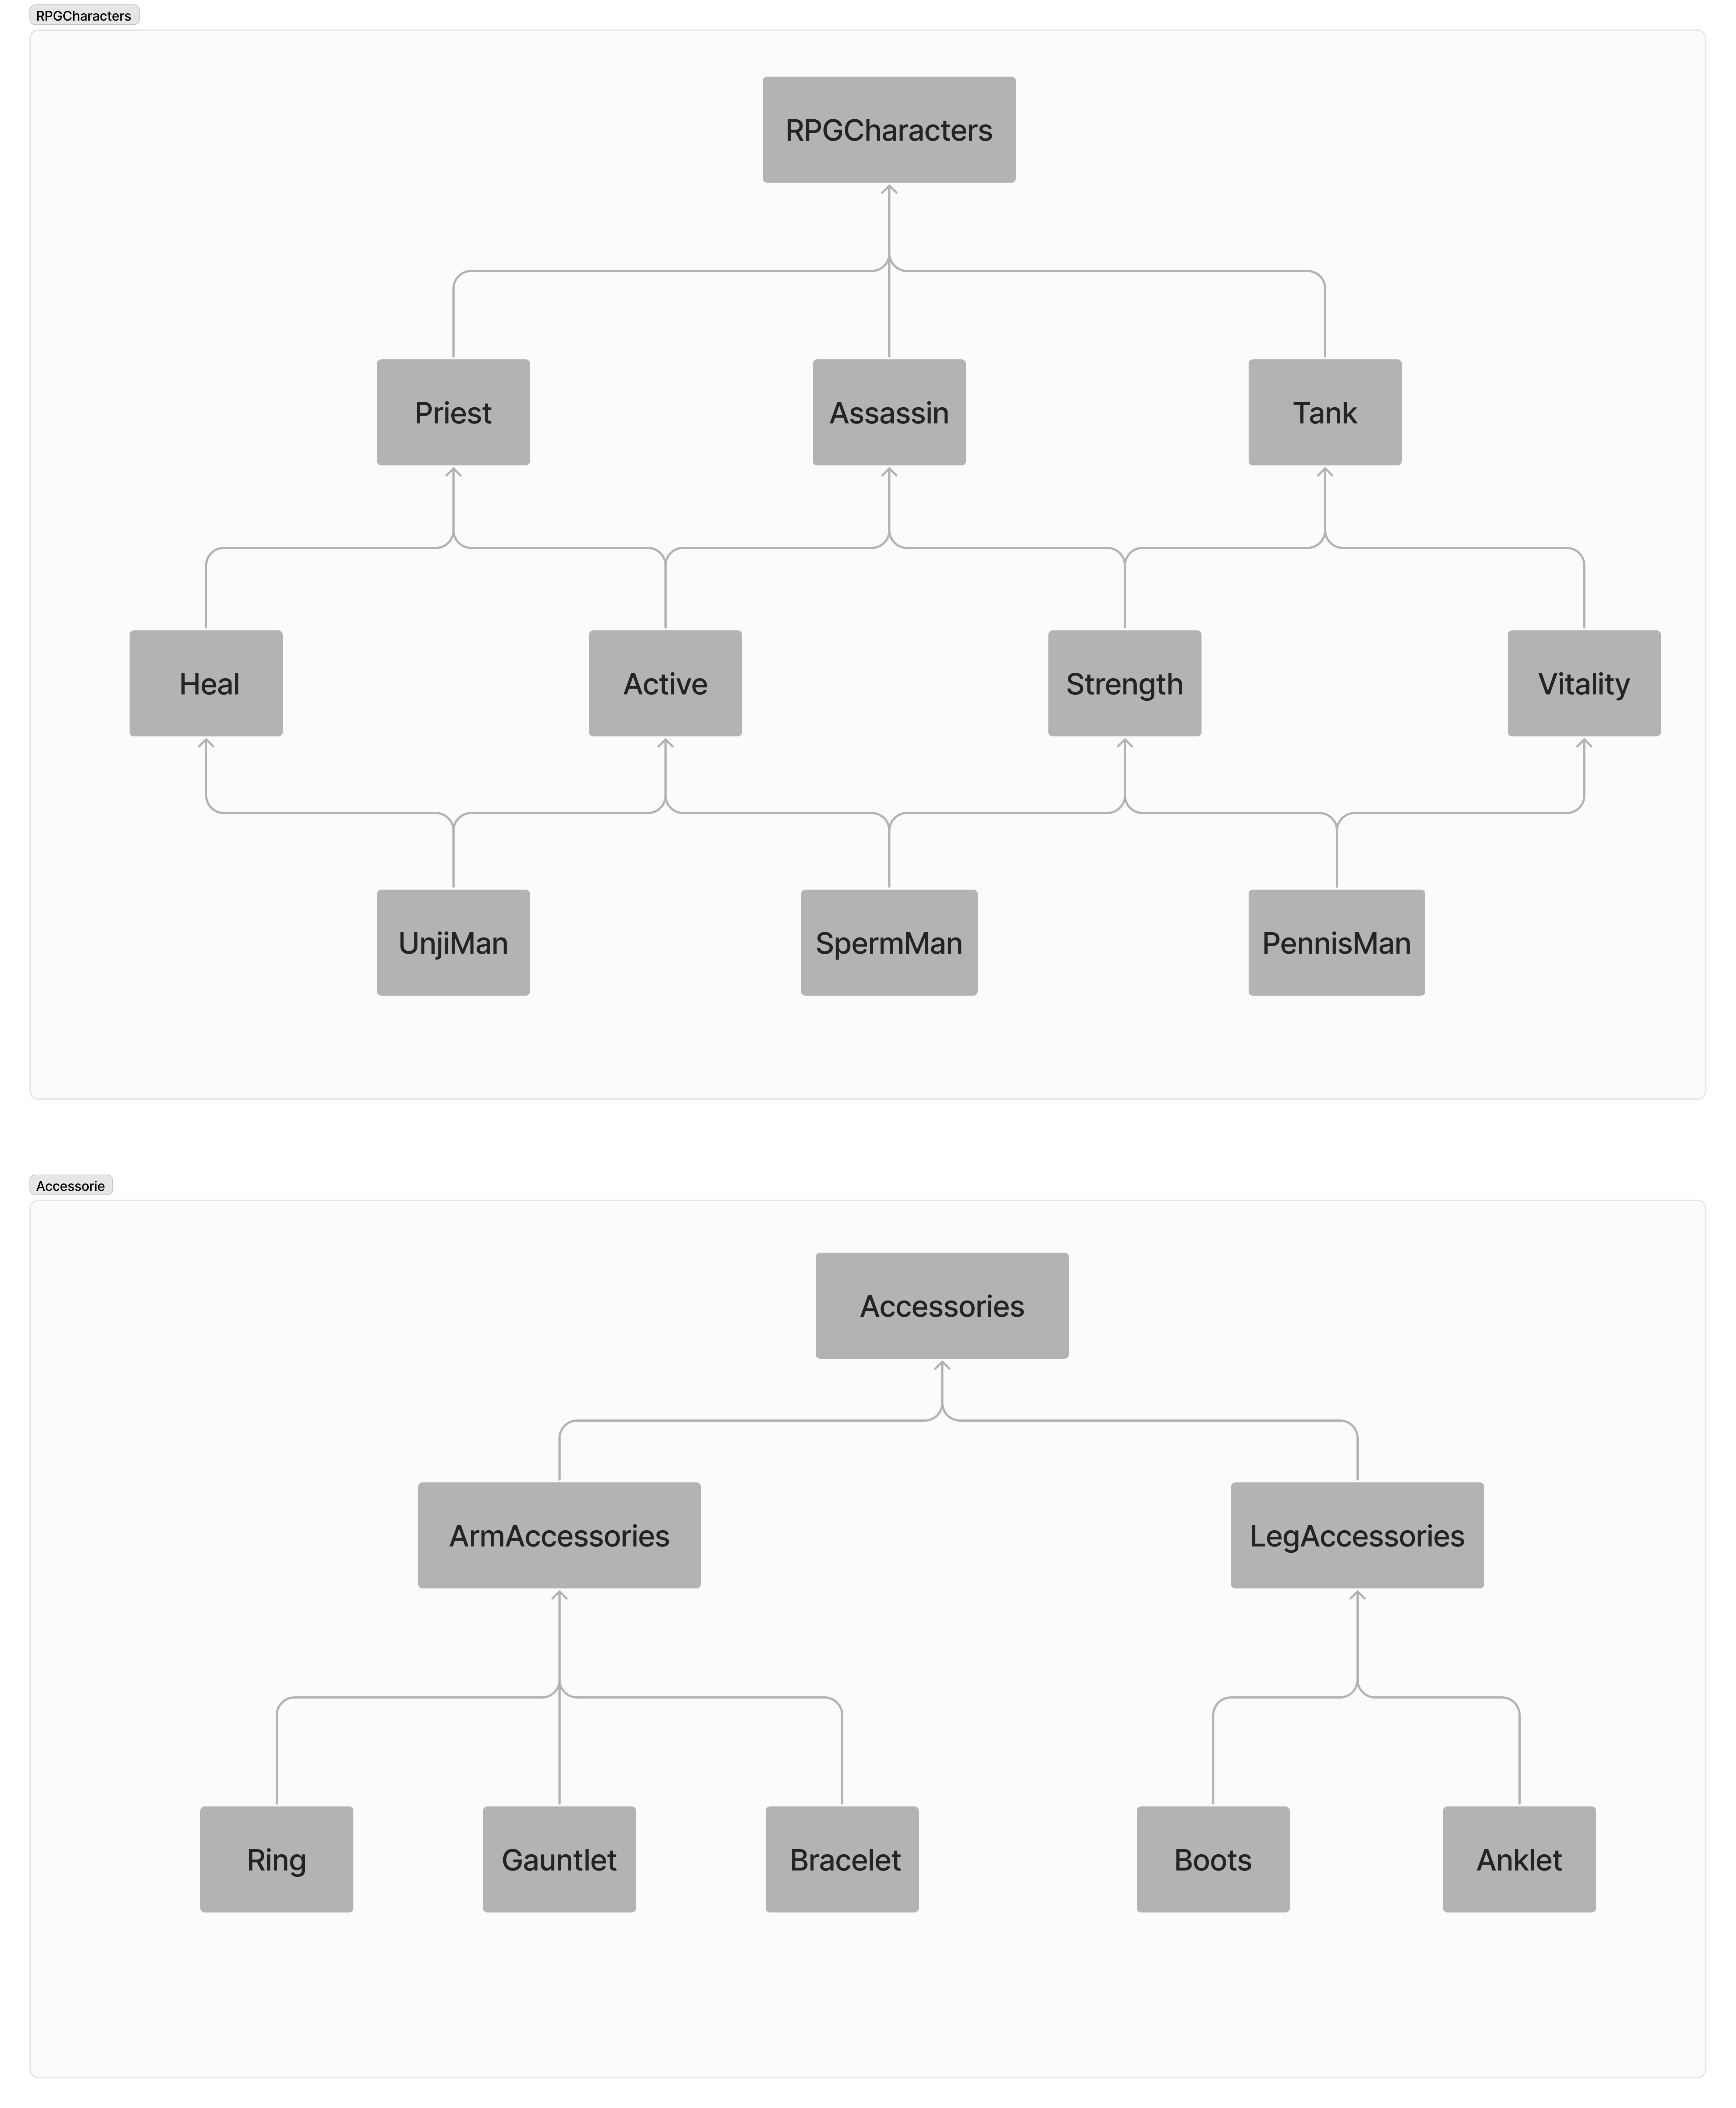 RPGCharacters
RPGCharacters
Priest
Assassin
Tank
Heal
Active
Strength
Vitality
UnjiMan
SpermMan
PennisMan
Accessorie
Accessories
ArmAccessories
LegAccessories
Ring
Gauntlet
Bracelet
Boots
Anklet